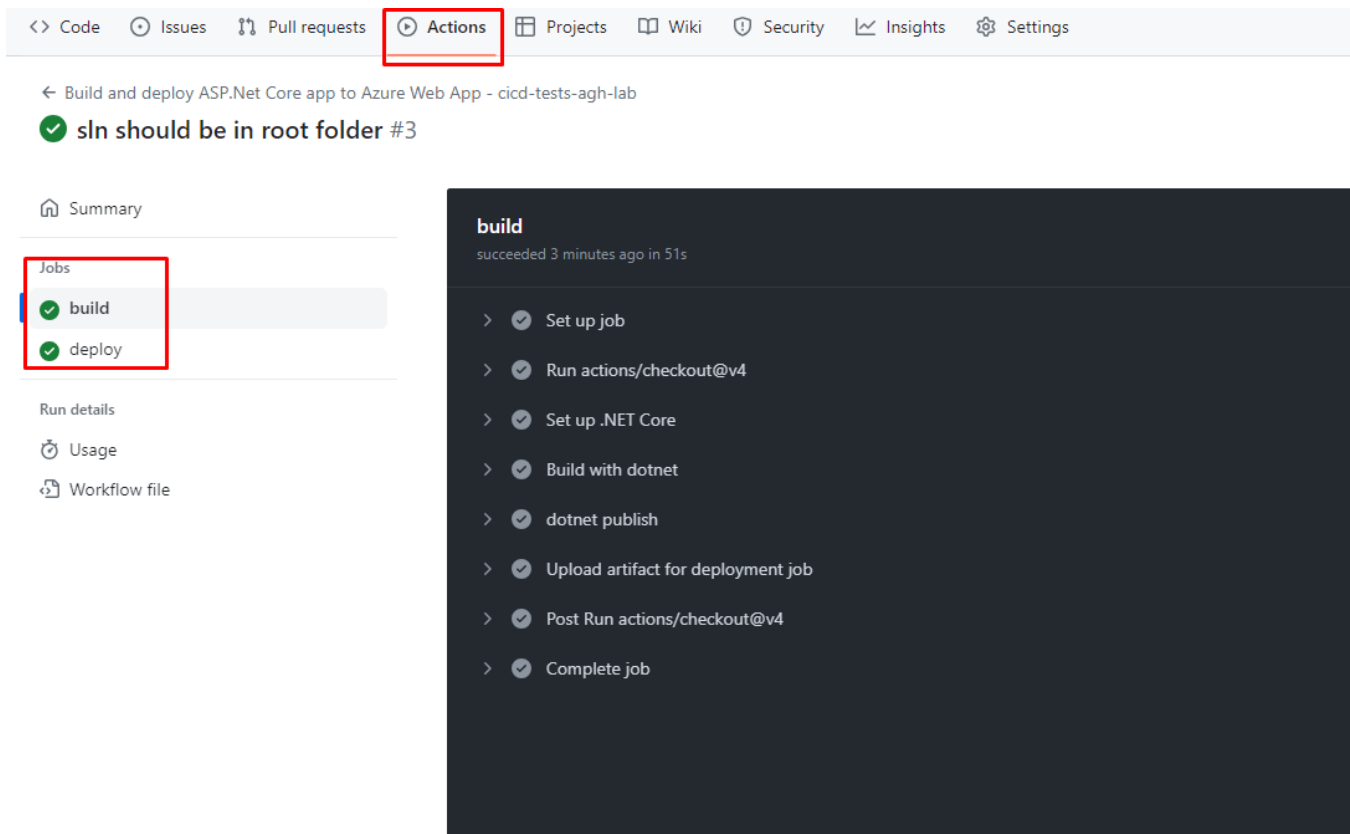 Code Issues Pull requests Actions Projects Wiki Security Insights Settings
Build and deploy ASP.Net Core app to Azure Web App - cicd-tests-agh-lab
sln should be in root folder #3
Summary
Jobs
build
deploy
Run details
Usage
Workflow file
build
succeeded 3 minutes ago in 51s
Set up job
Run actions/checkout@v4
Set up .NET Core
Build with dotnet
dotnet publish
Upload artifact for deployment job
Post Run actions/checkout@v4
Complete job